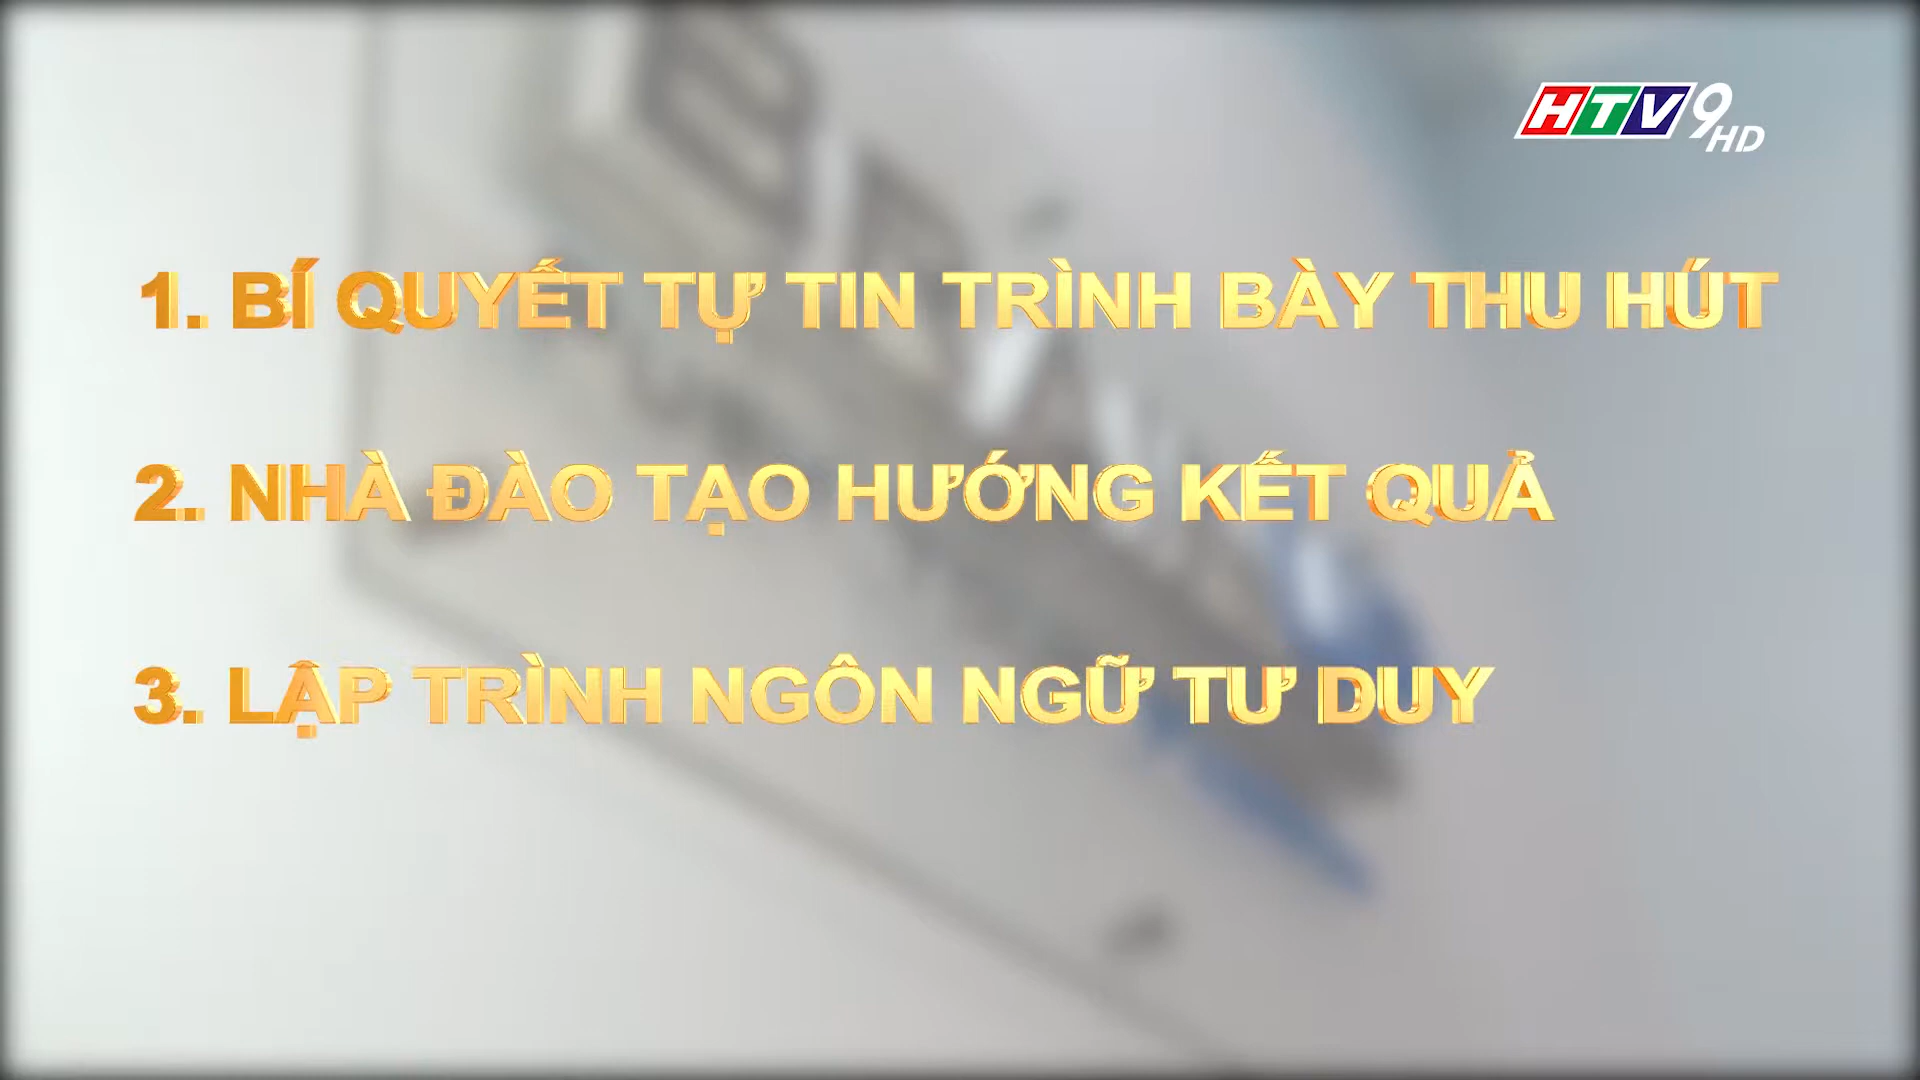 HTV9
HD
1. BÍ QUYẾT TỰ TIN TRÌNH BÀY THU HÚT
2. NHÀ ĐÀO TẠO HƯỚNG KẾT QUẢ
3. LẬP TRÌNH NGÔN NGỮ TƯ DUY